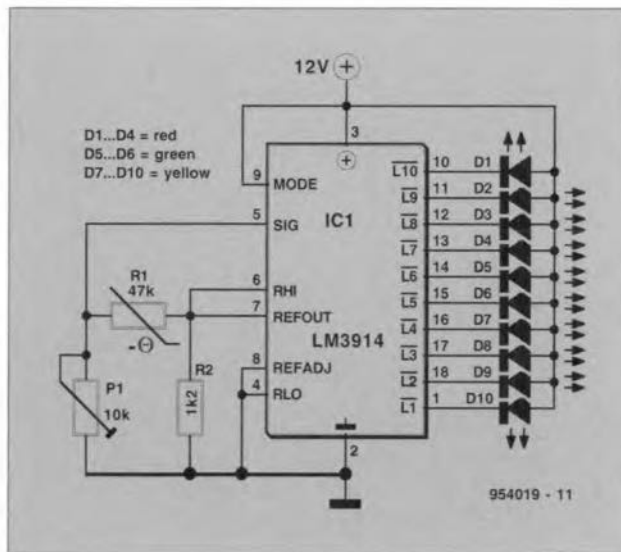 12V
D1...D4 = red
D5...D6 = green
D7...D10 = yellow
3
9 MODE
5 SIG
IC1
R1
47k
-Θ
6 RHI
7 REFOUT
LM3914
8 REFADJ
4 RLO
R2
1k2
P1
10k
2
L10 10 D1
L9 11 D2
L8 12 D3
L7 13 D4
L6 14 D5
L5 15 D6
L4 16 D7
L3 17 D8
L2 18 D9
L1 1 D10
954019 - 11